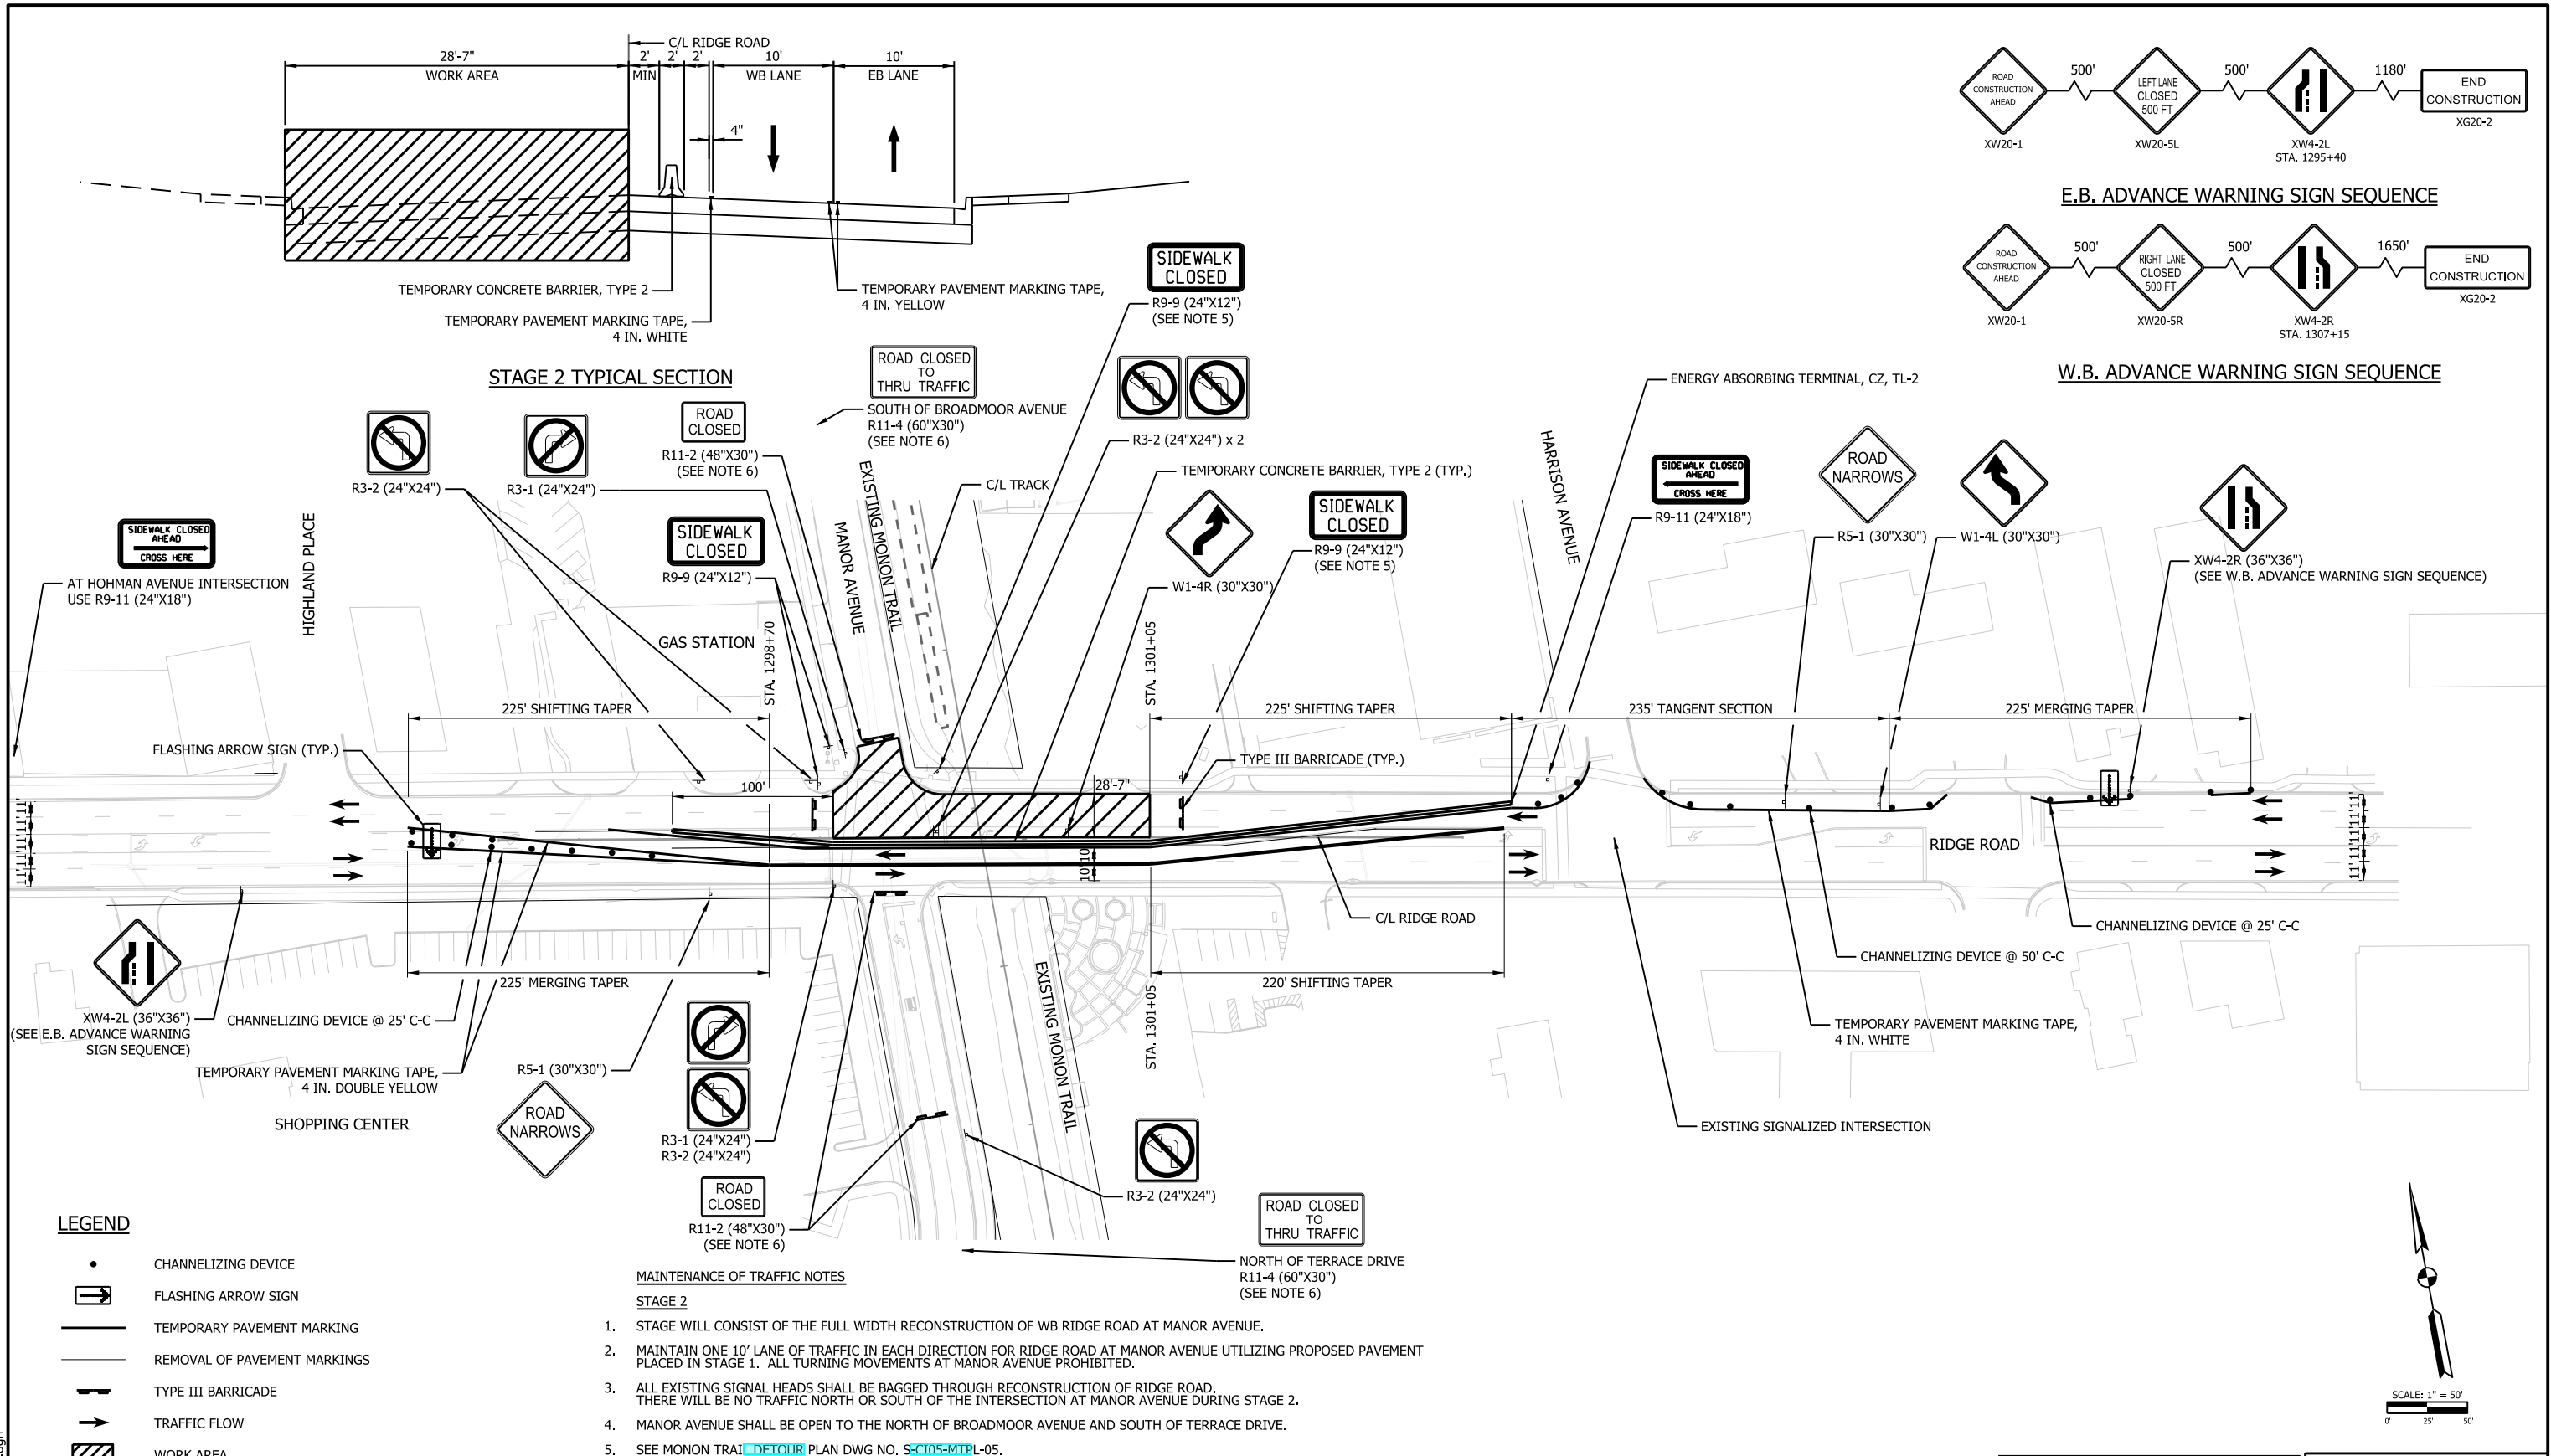 C/L RIDGE ROAD
28'-7"
WORK AREA
2'
MIN
2'
2'
10'
WB LANE
10'
EB LANE
4"
TEMPORARY CONCRETE BARRIER, TYPE 2
TEMPORARY PAVEMENT MARKING TAPE,
4 IN. WHITE
TEMPORARY PAVEMENT MARKING TAPE,
4 IN. YELLOW
STAGE 2 TYPICAL SECTION
ROAD
CONSTRUCTION
AHEAD
XW20-1
500'
LEFT LANE
CLOSED
500 FT
XW20-5L
500'
XW4-2L
STA. 1295+40
1180'
END
CONSTRUCTION
XG20-2
E.B. ADVANCE WARNING SIGN SEQUENCE
ROAD
CONSTRUCTION
AHEAD
XW20-1
500'
RIGHT LANE
CLOSED
500 FT
XW20-5R
500'
XW4-2R
STA. 1307+15
1650'
END
CONSTRUCTION
XG20-2
W.B. ADVANCE WARNING SIGN SEQUENCE
SIDEWALK
CLOSED
R9-9 (24"X12")
(SEE NOTE 5)
ROAD CLOSED
TO
THRU TRAFFIC
SOUTH OF BROADMOOR AVENUE
R11-4 (60"X30")
(SEE NOTE 6)
R3-2 (24"X24") x 2
ENERGY ABSORBING TERMINAL, CZ, TL-2
R3-2 (24"X24")
R3-1 (24"X24")
ROAD
CLOSED
R11-2 (48"X30")
(SEE NOTE 6)
TEMPORARY CONCRETE BARRIER, TYPE 2 (TYP.)
C/L TRACK
EXISTING MONON TRAIL
MANOR AVENUE
HARRISON AVENUE
SIDEWALK CLOSED
AHEAD
CROSS HERE
AT HOHMAN AVENUE INTERSECTION
USE R9-11 (24"X18")
HIGHLAND PLACE
SIDEWALK
CLOSED
R9-9 (24"X12")
W1-4R (30"X30")
SIDEWALK
CLOSED
R9-9 (24"X12")
(SEE NOTE 5)
SIDEWALK CLOSED
AHEAD
CROSS HERE
R9-11 (24"X18")
ROAD
NARROWS
R5-1 (30"X30")
W1-4L (30"X30")
XW4-2R (36"X36")
(SEE W.B. ADVANCE WARNING SIGN SEQUENCE)
GAS STATION
STA. 1298+70
STA. 1301+05
225' SHIFTING TAPER
225' SHIFTING TAPER
235' TANGENT SECTION
225' MERGING TAPER
FLASHING ARROW SIGN (TYP.)
TYPE III BARRICADE (TYP.)
100'
28'-7"
11'11'11'11'
10'10'
11'11'11'11'
RIDGE ROAD
C/L RIDGE ROAD
CHANNELIZING DEVICE @ 25' C-C
CHANNELIZING DEVICE @ 50' C-C
225' MERGING TAPER
220' SHIFTING TAPER
STA. 1301+05
EXISTING MONON TRAIL
XW4-2L (36"X36")
(SEE E.B. ADVANCE WARNING
SIGN SEQUENCE)
CHANNELIZING DEVICE @ 25' C-C
TEMPORARY PAVEMENT MARKING TAPE,
4 IN. DOUBLE YELLOW
R5-1 (30"X30")
ROAD
NARROWS
SHOPPING CENTER
R3-1 (24"X24")
R3-2 (24"X24")
ROAD
CLOSED
R11-2 (48"X30")
(SEE NOTE 6)
R3-2 (24"X24")
ROAD CLOSED
TO
THRU TRAFFIC
NORTH OF TERRACE DRIVE
R11-4 (60"X30")
(SEE NOTE 6)
TEMPORARY PAVEMENT MARKING TAPE,
4 IN. WHITE
EXISTING SIGNALIZED INTERSECTION
LEGEND
CHANNELIZING DEVICE
FLASHING ARROW SIGN
TEMPORARY PAVEMENT MARKING
REMOVAL OF PAVEMENT MARKINGS
TYPE III BARRICADE
TRAFFIC FLOW
WORK AREA
MAINTENANCE OF TRAFFIC NOTES
STAGE 2
1. STAGE WILL CONSIST OF THE FULL WIDTH RECONSTRUCTION OF WB RIDGE ROAD AT MANOR AVENUE.
2. MAINTAIN ONE 10' LANE OF TRAFFIC IN EACH DIRECTION FOR RIDGE ROAD AT MANOR AVENUE UTILIZING PROPOSED PAVEMENT
PLACED IN STAGE 1. ALL TURNING MOVEMENTS AT MANOR AVENUE PROHIBITED.
3. ALL EXISTING SIGNAL HEADS SHALL BE BAGGED THROUGH RECONSTRUCTION OF RIDGE ROAD.
THERE WILL BE NO TRAFFIC NORTH OR SOUTH OF THE INTERSECTION AT MANOR AVENUE DURING STAGE 2.
4. MANOR AVENUE SHALL BE OPEN TO THE NORTH OF BROADMOOR AVENUE AND SOUTH OF TERRACE DRIVE.
5. SEE MONON TRAIL DETOUR PLAN DWG NO. S-CI05-MTPL-05.
SCALE: 1" = 50'
0' 25' 50'